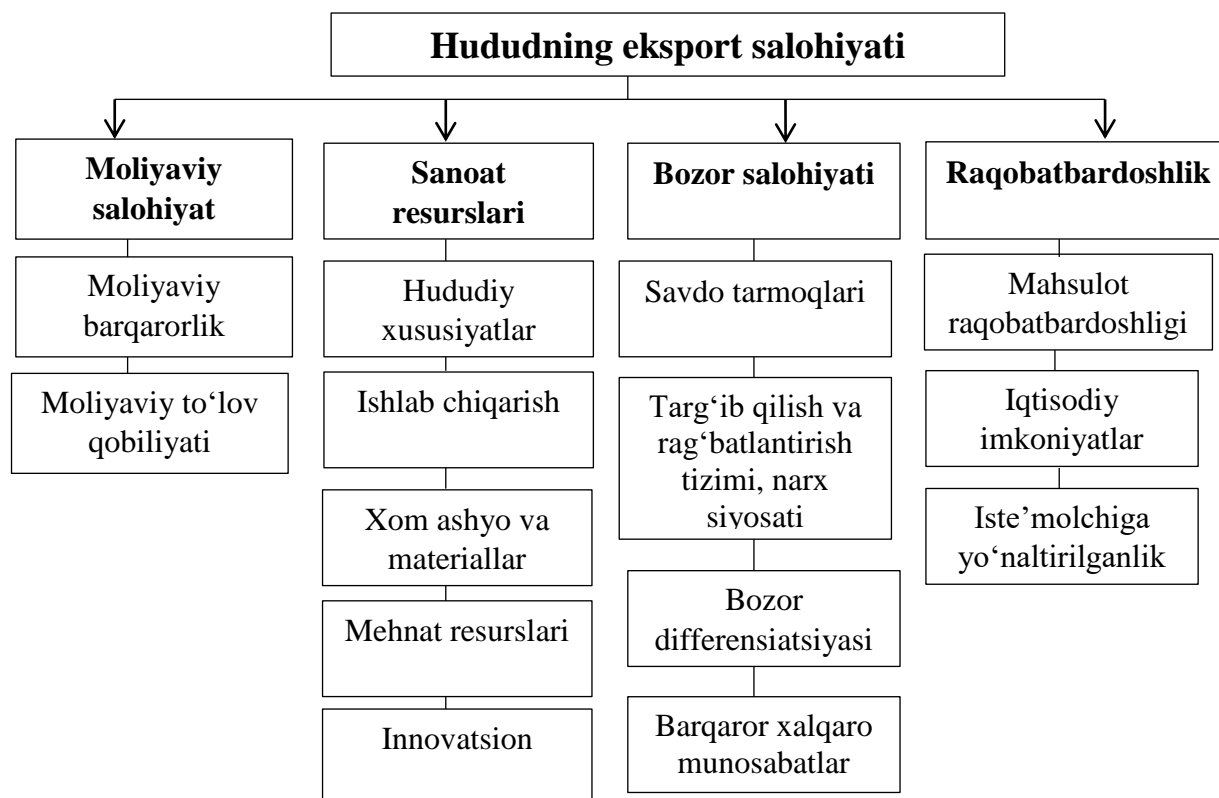 Hududning eksport salohiyati
Moliyaviy
salohiyat
Moliyaviy
barqarorlik
Moliyaviy to‘lov
qobiliyati
Sanoat
resurslari
Hududiy
xususiyatlar
Ishlab chiqarish
Xom ashyo va
materiallar
Mehnat resurslari
Innovatsion
Bozor salohiyati
Savdo tarmoqlari
Targ‘ib qilish va
rag‘batlantirish
tizimi, narx
siyosati
Bozor
differensiatsiyasi
Barqaror xalqaro
munosabatlar
Raqobatbardoshlik
Mahsulot
raqobatbardoshligi
Iqtisodiy
imkoniyatlar
Iste’molchiga
yo‘naltirilganlik